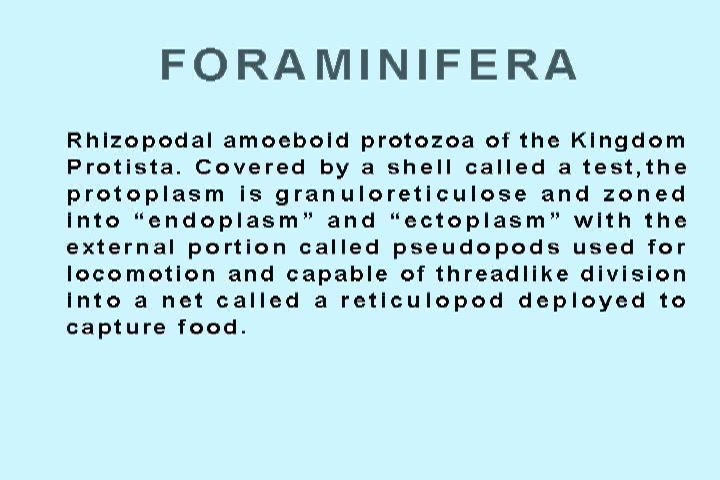 FORAMINIFERA
Rhizopodal amoeboid protozoa of the Kingdom
Protista. Covered by a shell called a test,the
protoplasm is granuloreticulose and zoned
into “endoplasm” and “ectoplasm” with the
external portion called pseudopods used for
locomotion and capable of threadlike division
into a net called a reticulopod deployed to
capture food.